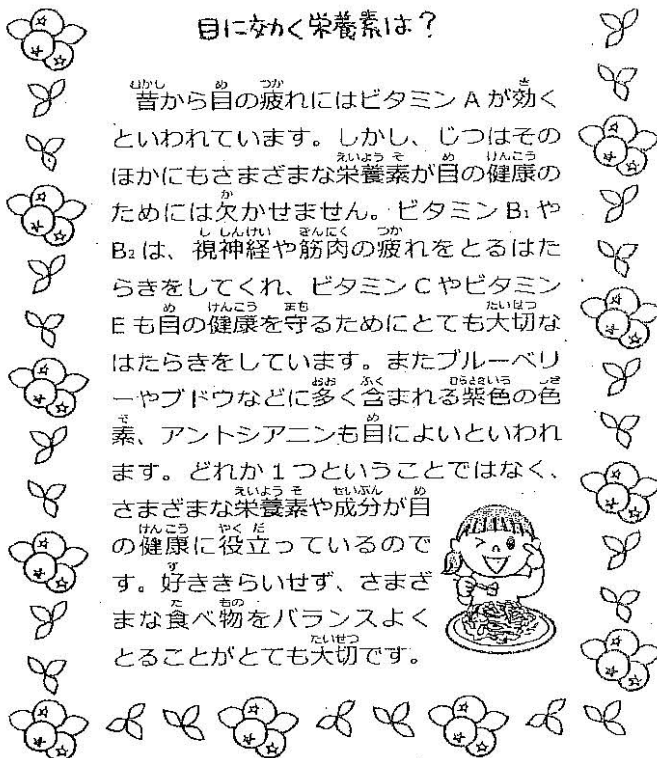 目に効く栄養素は？
昔から目の疲れにはビタミンAが効く
といわれています。しかし、じつはその
ほかにもさまざまな栄養素が目の健康の
ためには欠かせません。ビタミンB₁や
B₂は、視神経や筋肉の疲れをとるはた
らきをしてくれ、ビタミンCやビタミン
Eも目の健康を守るためにとても大切な
はたらきをしています。またブルーベリ
ーやブドウなどに多く含まれる紫色の色
素、アントシアニンも目によいといわれ
ます。どれか1つということではなく、
さまざまな栄養素や成分が目
の健康に役立っているので
す。好ききらいせず、さまざ
まな食べ物をバランスよく
とることがとても大切です。